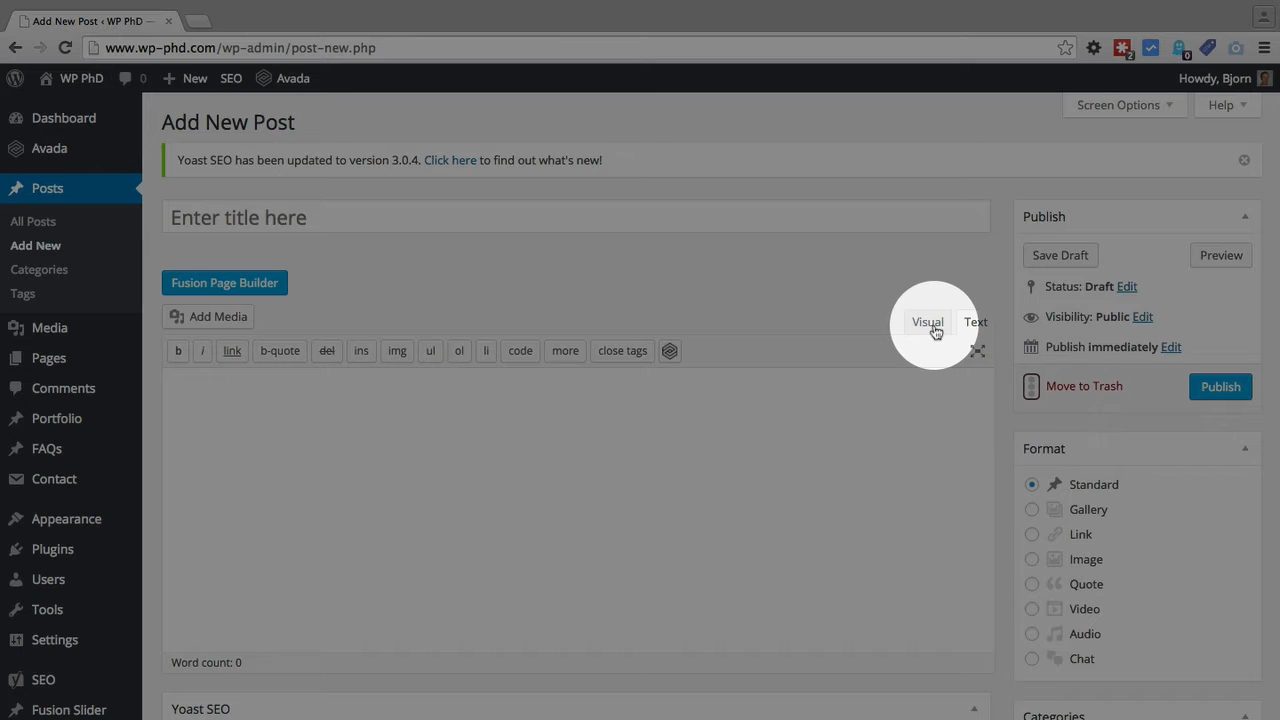 Add New Post ‹ WP PhD —
www.wp-phd.com/wp-admin/post-new.php
2
0
WP PhD
0
New
SEO
Avada
Howdy, Bjorn
Dashboard
Avada
Posts
All Posts
Add New
Categories
Tags
Media
Pages
Comments
Portfolio
FAQs
Contact
Appearance
Plugins
Users
Tools
Settings
SEO
Fusion Slider
Screen Options
Help
Add New Post
Yoast SEO has been updated to version 3.0.4. Click here to find out what's new!
Enter title here
Fusion Page Builder
Add Media
Visual
Text
b i link b-quote del ins img ul ol li code more close tags
Word count: 0
Yoast SEO
Publish
Save Draft
Preview
Status: Draft Edit
Visibility: Public Edit
Publish immediately Edit
Move to Trash
Publish
Format
Standard
Gallery
Link
Image
Quote
Video
Audio
Chat
Categories